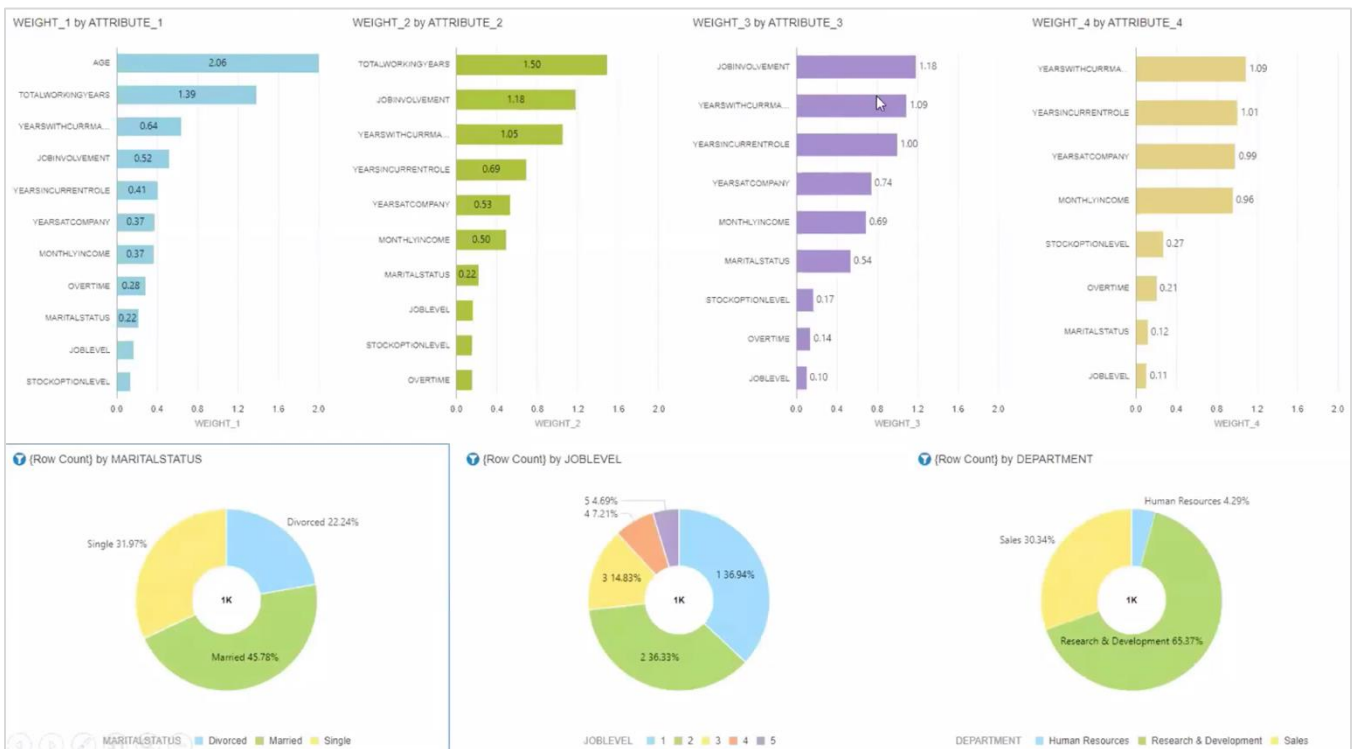 WEIGHT_1 by ATTRIBUTE_1
AGE 2.06
TOTALWORKINGYEARS 1.39
YEARSWITHCURRMA... 0.64
JOBINVOLVEMENT 0.52
YEARSINCURRENTROLE 0.41
YEARSATCOMPANY 0.37
MONTHLYINCOME 0.37
OVERTIME 0.28
MARITALSTATUS 0.22
JOBLEVEL
STOCKOPTIONLEVEL
0.0 0.4 0.8 1.2 1.6 2.0
WEIGHT_1
WEIGHT_2 by ATTRIBUTE_2
TOTALWORKINGYEARS 1.50
JOBINVOLVEMENT 1.18
YEARSWITHCURRMA... 1.05
YEARSINCURRENTROLE 0.69
YEARSATCOMPANY 0.53
MONTHLYINCOME 0.50
MARITALSTATUS 0.22
JOBLEVEL
STOCKOPTIONLEVEL
OVERTIME
0.0 0.4 0.8 1.2 1.6 2.0
WEIGHT_2
WEIGHT_3 by ATTRIBUTE_3
JOBINVOLVEMENT 1.18
YEARSWITHCURRMA... 1.09
YEARSINCURRENTROLE 1.00
YEARSATCOMPANY 0.74
MONTHLYINCOME 0.69
MARITALSTATUS 0.54
STOCKOPTIONLEVEL 0.17
OVERTIME 0.14
JOBLEVEL 0.10
0.0 0.4 0.8 1.2 1.6 2.0
WEIGHT_3
WEIGHT_4 by ATTRIBUTE_4
YEARSWITHCURRMA... 1.09
YEARSINCURRENTROLE 1.01
YEARSATCOMPANY 0.99
MONTHLYINCOME 0.96
STOCKOPTIONLEVEL 0.27
OVERTIME 0.21
MARITALSTATUS 0.12
JOBLEVEL 0.11
0.0 0.4 0.8 1.2 1.6 2.0
WEIGHT_4
{Row Count} by MARITALSTATUS
Divorced 22.24%
Single 31.97%
1K
Married 45.78%
MARITALSTATUS Divorced Married Single
{Row Count} by JOBLEVEL
5 4.69%
4 7.21%
3 14.83%
1 36.94%
1K
2 36.33%
JOBLEVEL 1 2 3 4 5
{Row Count} by DEPARTMENT
Human Resources 4.29%
Sales 30.34%
1K
Research & Development 65.37%
DEPARTMENT Human Resources Research & Development Sales